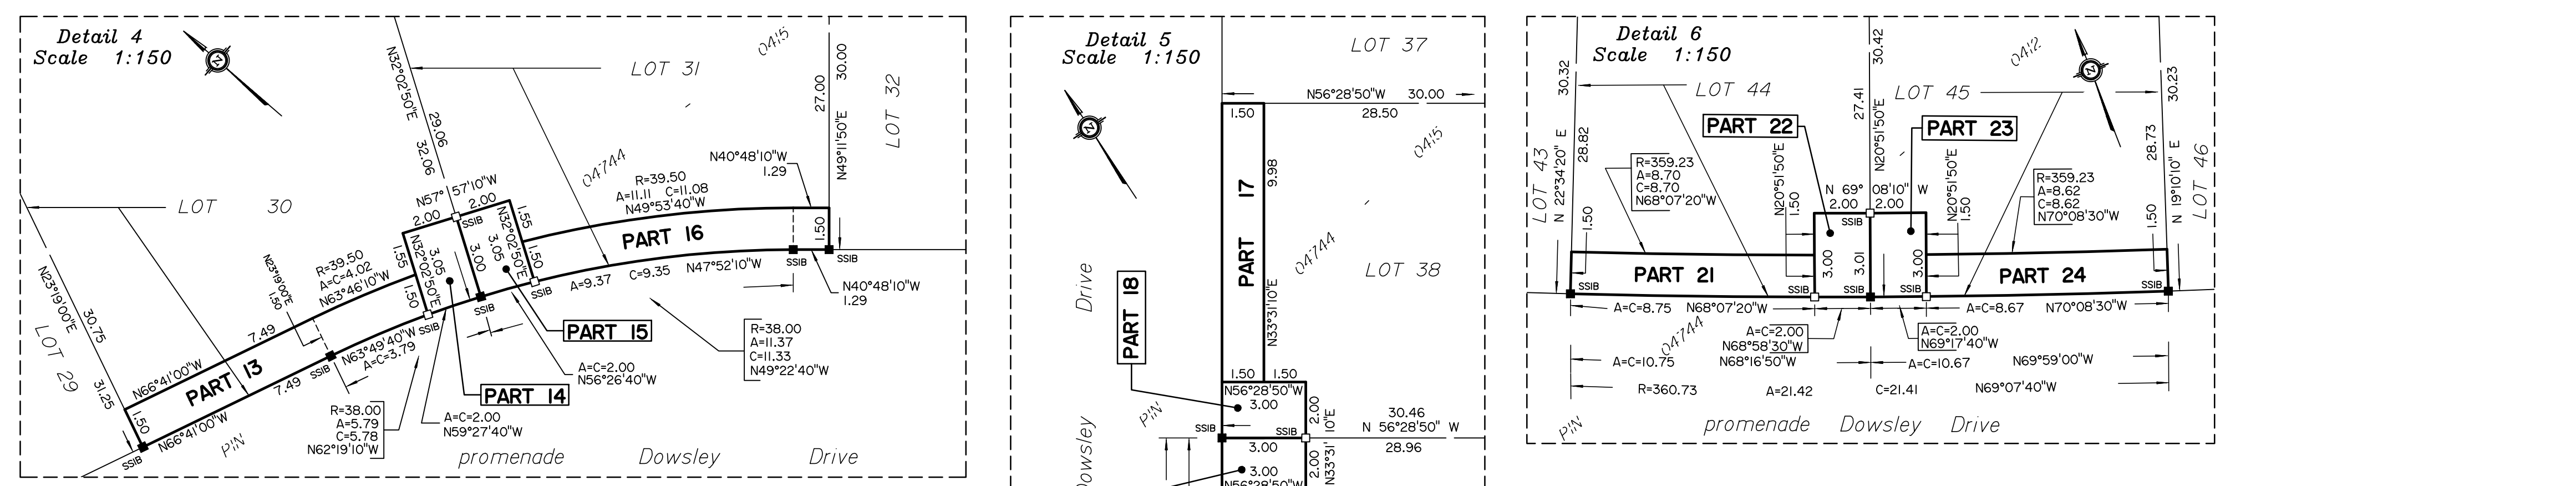 Detail 4
Scale 1:150
N
0415
LOT 31
LOT 32
N32°02'50"E
29.06
32.06
27.00
30.00
N49°11'50"E
04744
R=39.50
A=11.11 C=11.08
N49°53'40"W
N40°48'10"W
1.29
N57° 57'10"W
2.00
2.00
SSIB
LOT 30
1.55
N32°02'50"E
3.05
3.00
3.05
N32°02'50"E
1.55
1.50
1.50
PART 16
1.50
SSIB
SSIB
A=9.37 C=9.35 N47°52'10"W
N40°48'10"W
1.29
N23°19'00"E
1.50
R=39.50
A=C=4.02
N63°46'10"W
N23°19'00"E
30.75
31.25
LOT 29
7.49
N66°41'00"W
PART 13
7.49
N66°41'00"W
1.50
SSIB
SSIB
SSIB
SSIB
SSIB
N63°49'40"W
A=C=3.79
PART 15
A=C=2.00
N56°26'40"W
R=38.00
A=11.37
C=11.33
N49°22'40"W
PART 14
A=C=2.00
N59°27'40"W
R=38.00
A=5.79
C=5.78
N62°19'10"W
PIN
promenade Dowsley Drive
Detail 5
Scale 1:150
N
LOT 37
N56°28'50"W 30.00
1.50
28.50
0415
9.98
PART 17
04744
LOT 38
N33°31'10"E
Drive
PART 18
1.50 1.50
N56°28'50"W
3.00
2.00
N33°31' 10"E
30.46
N 56°28'50" W
28.96
SSIB
SSIB
3.00
3.00
2.00
N56°28'50"W
PIN
Dowsley
Detail 6
Scale 1:150
N
0412
30.32
30.42
30.23
LOT 44
LOT 45
27.41
N20°51'50"E
PART 22
PART 23
28.82
28.73
LOT 43
N 22°34'20" E
N 19°10'10" E
LOT 46
R=359.23
A=8.70
C=8.70
N68°07'20"W
N20°51'50"E
1.50
N 69° 08'10" W
2.00 2.00
SSIB
N20°51'50"E
1.50
R=359.23
A=8.62
C=8.62
N70°08'30"W
1.50
1.50
PART 21
3.00
3.01
3.00
PART 24
SSIB
SSIB
SSIB
A=C=8.75 N68°07'20"W
A=C=8.67 N70°08'30"W
04744
A=C=2.00
N68°58'30"W
A=C=2.00
N69°17'40"W
A=C=10.75 N68°16'50"W
A=C=10.67 N69°59'00"W
R=360.73 A=21.42 C=21.41 N69°07'40"W
PIN
promenade Dowsley Drive